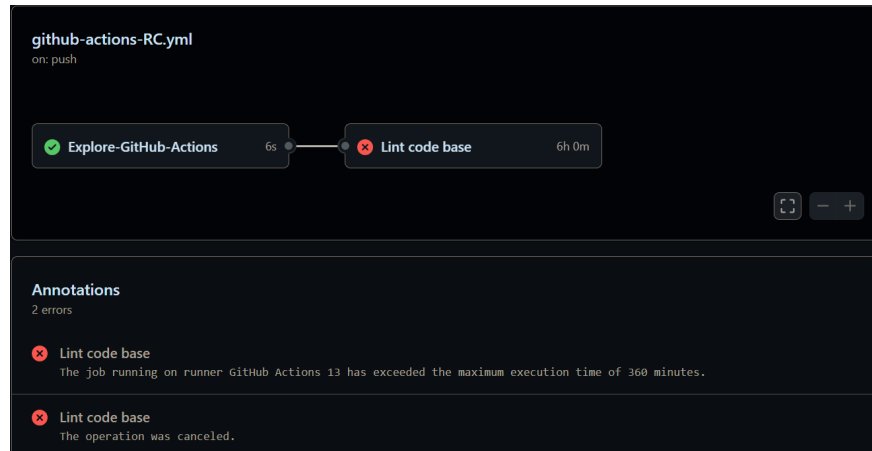 github-actions-RC.yml
on: push
Explore-GitHub-Actions 6s
Lint code base 6h 0m
Annotations
2 errors
Lint code base
The job running on runner GitHub Actions 13 has exceeded the maximum execution time of 360 minutes.
Lint code base
The operation was canceled.